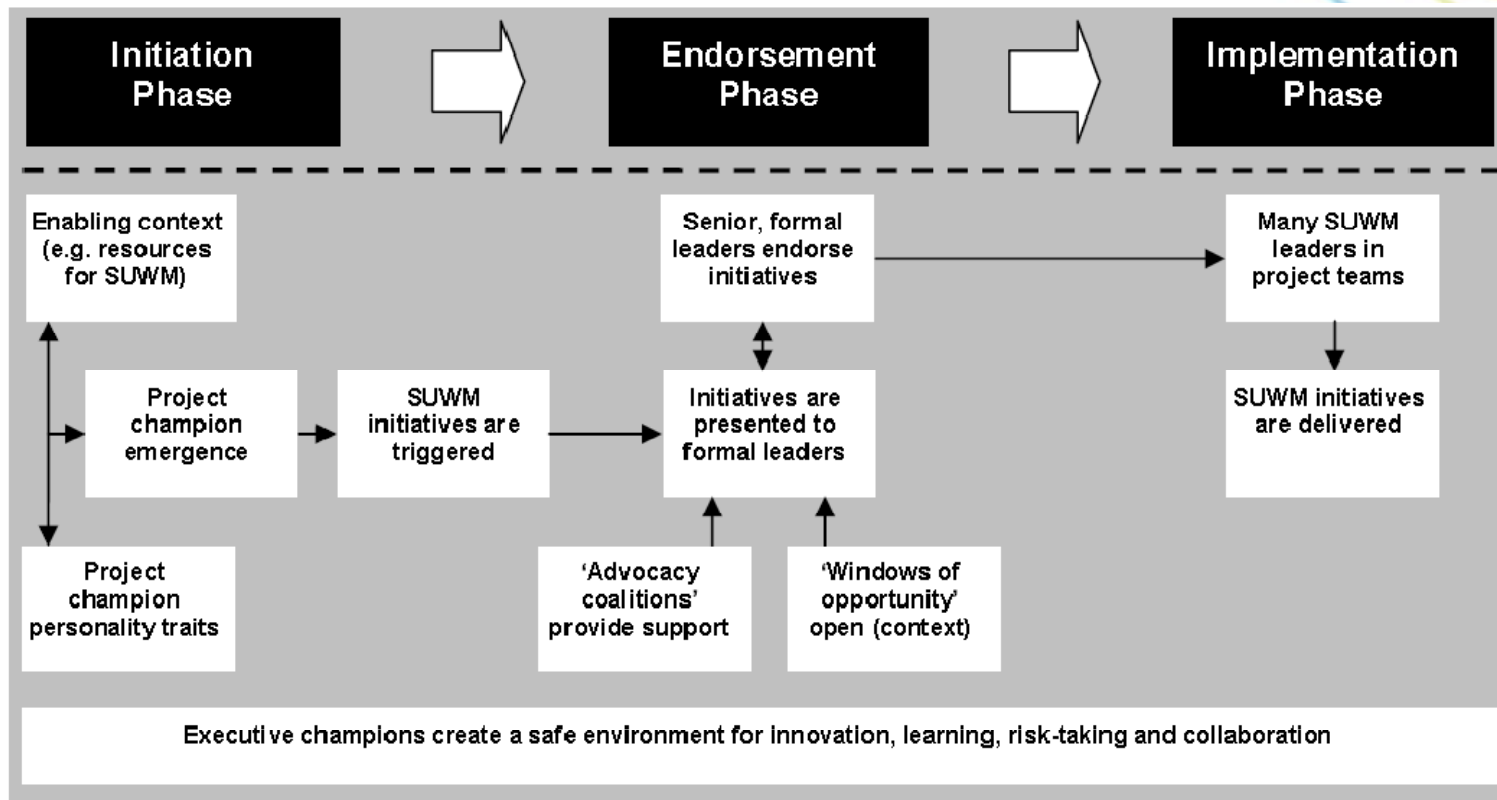 Initiation
Phase
Endorsement
Phase
Implementation
Phase
Enabling context
(e.g. resources
for SUWM)
Senior, formal
leaders endorse
initiatives
Many SUWM
leaders in
project teams
Project
champion
emergence
SUWM
initiatives are
triggered
Initiatives are
presented to
formal leaders
SUWM initiatives
are delivered
Project
champion
personality traits
‘Advocacy
coalitions’
provide support
‘Windows of
opportunity’
open (context)
Executive champions create a safe environment for innovation, learning, risk-taking and collaboration